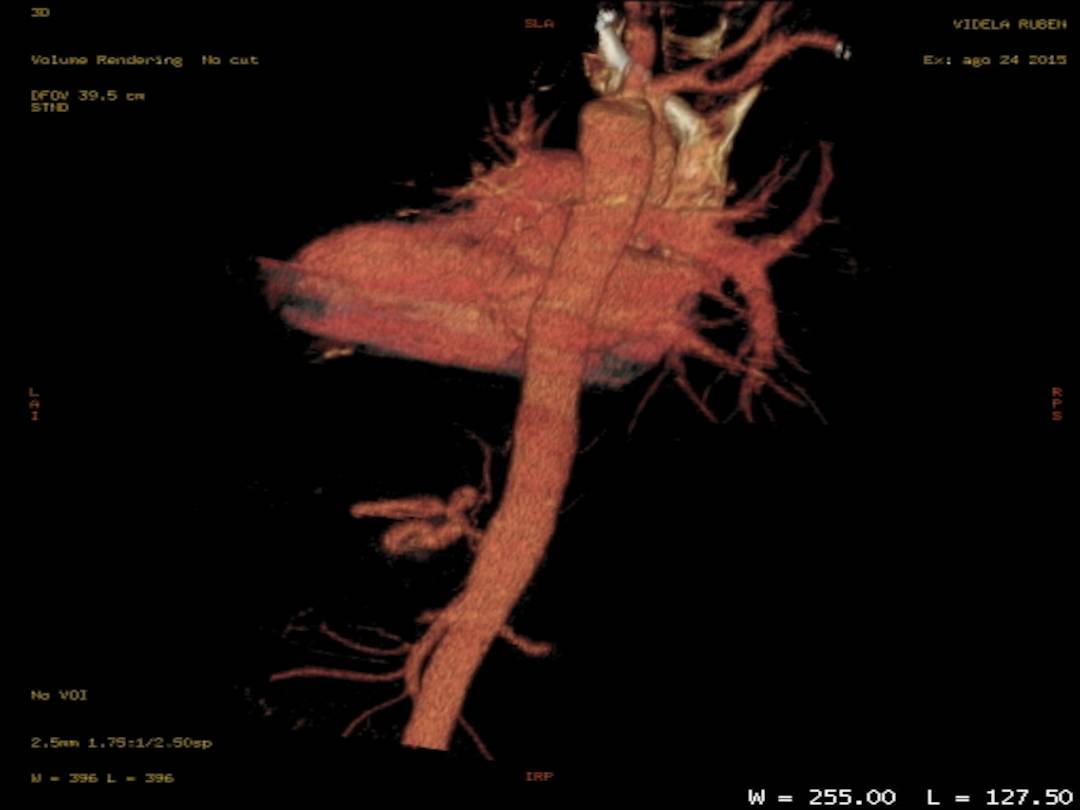 3D
SLA
VIDELA RUBEN
Volume Rendering No cut
Ex: ago 24 2015
DFOV 39.5 cm
STND
L
A
I
R
P
S
No VOI
2.5mm 1.75:1/2.50sp
W = 396 L = 396
IRP
W = 255.00 L = 127.50